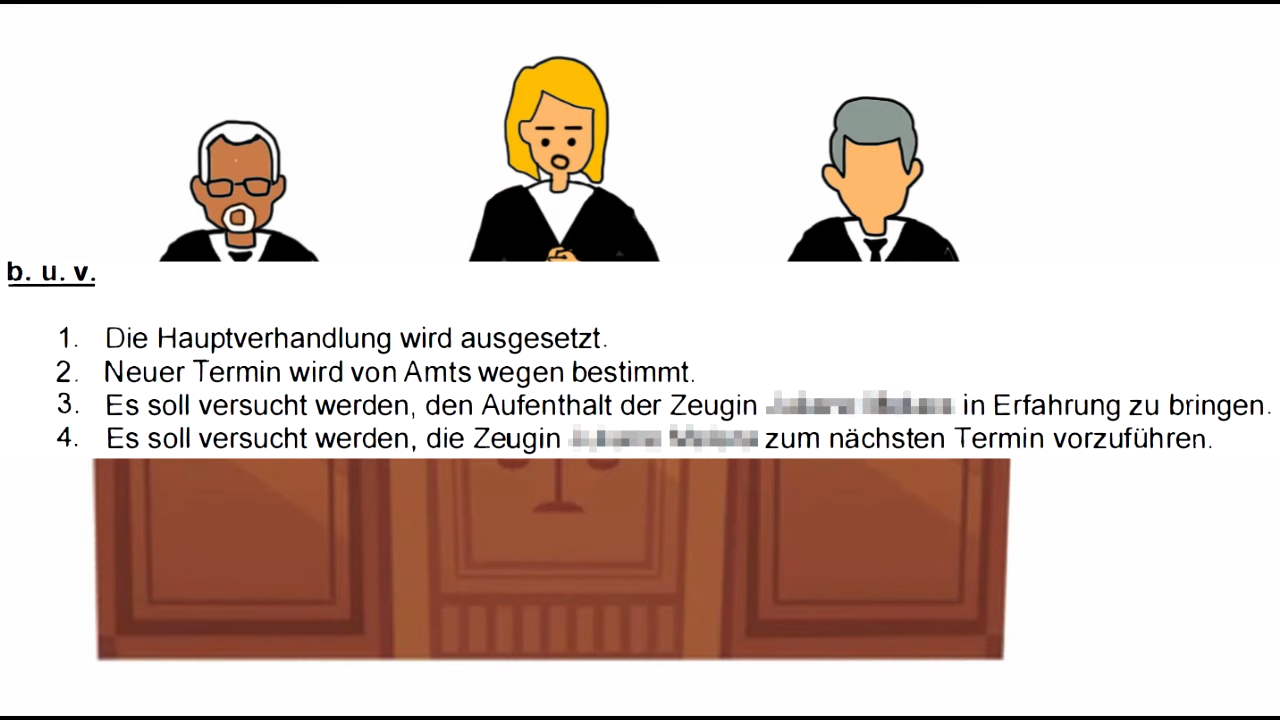 b. u. v.
1. Die Hauptverhandlung wird ausgesetzt.
2. Neuer Termin wird von Amts wegen bestimmt.
3. Es soll versucht werden, den Aufenthalt der Zeugin in Erfahrung zu bringen.
4. Es soll versucht werden, die Zeugin zum nächsten Termin vorzuführen.